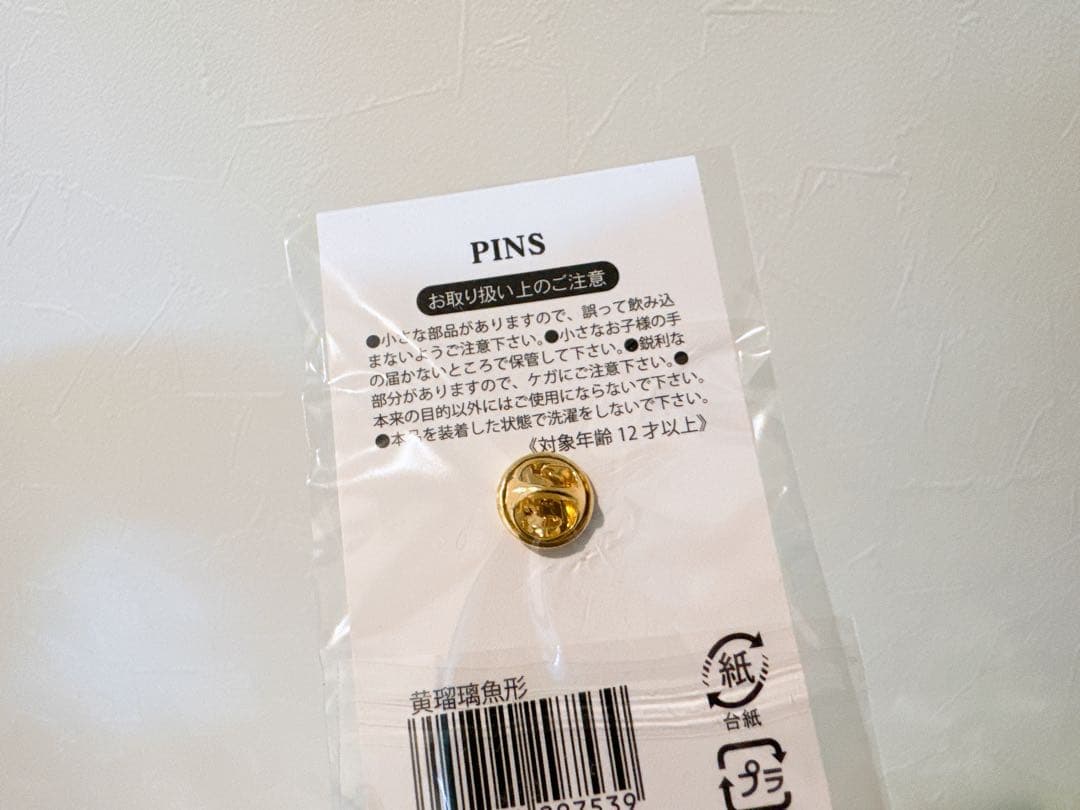 PINS
お取り扱い上のご注意
●小さな部品がありますので、誤って飲み込
まないようご注意下さい。●小さなお子様の手
の届かないところで保管して下さい。●鋭利な
部分がありますので、ケガにご注意下さい。●
本来の目的以外にはご使用にならないで下さい。
●本品を装着した状態で洗濯をしないで下さい。
《対象年齢12才以上》
黄瑠璃魚形
紙
台紙
プラ